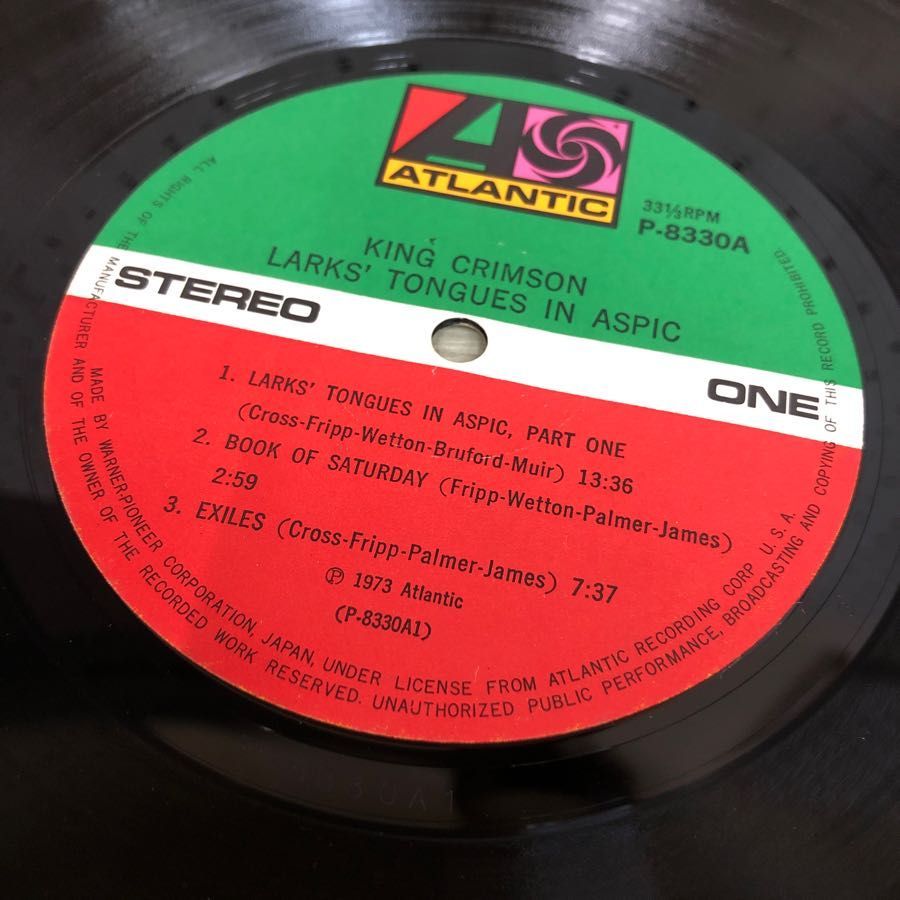 ATLANTIC
33⅓RPM
P-8330A
KING CRIMSON
LARKS' TONGUES IN ASPIC
STEREO
ONE
1. LARKS' TONGUES IN ASPIC, PART ONE
(Cross-Fripp-Wetton-Bruford-Muir) 13:36
2. BOOK OF SATURDAY (Fripp-Wetton-Palmer-James)
2:59
3. EXILES (Cross-Fripp-Palmer-James) 7:37
Ⓟ 1973 Atlantic
(P-8330A1)
MADE BY WARNER-PIONEER CORPORATION, JAPAN, UNDER LICENSE FROM ATLANTIC RECORDING CORP U.S.A.
ALL RIGHTS OF THE MANUFACTURER AND OF THE OWNER OF THE RECORDED WORK RESERVED. UNAUTHORIZED PUBLIC PERFORMANCE, BROADCASTING AND COPYING OF THIS RECORD PROHIBITED.